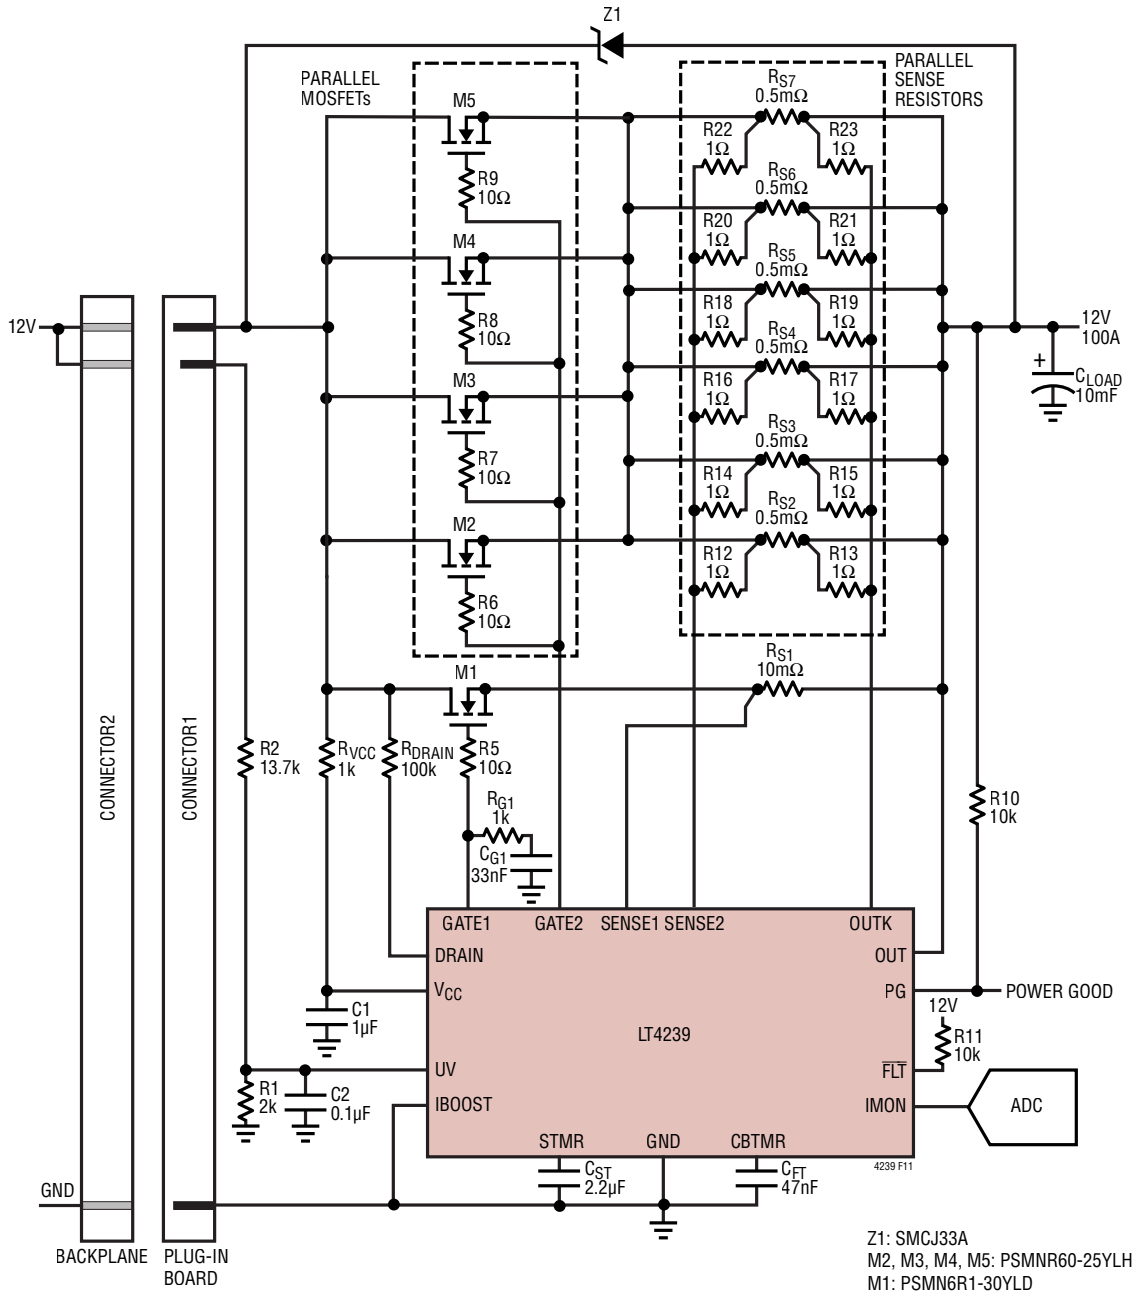 Z1
PARALLEL
MOSFETs
PARALLEL
SENSE
RESISTORS
M5
R9
10Ω
M4
R8
10Ω
M3
R7
10Ω
M2
R6
10Ω
RS7
0.5mΩ
R22
1Ω
R23
1Ω
RS6
0.5mΩ
R20
1Ω
R21
1Ω
RS5
0.5mΩ
R18
1Ω
R19
1Ω
RS4
0.5mΩ
R16
1Ω
R17
1Ω
RS3
0.5mΩ
R14
1Ω
R15
1Ω
RS2
0.5mΩ
R12
1Ω
R13
1Ω
12V
12V
100A
+
CLOAD
10mF
M1
RS1
10mΩ
CONNECTOR2
CONNECTOR1
R2
13.7k
RVCC
1k
RDRAIN
100k
R5
10Ω
RG1
1k
CG1
33nF
R10
10k
GATE1
GATE2
SENSE1
SENSE2
OUTK
DRAIN
OUT
VCC
PG
POWER GOOD
C1
1µF
12V
R11
10k
LT4239
UV
FLT
R1
2k
C2
0.1µF
IBOOST
IMON
ADC
STMR
GND
CBTMR
4239 F11
CST
2.2µF
CFT
47nF
GND
BACKPLANE
PLUG-IN
BOARD
Z1: SMCJ33A
M2, M3, M4, M5: PSMNR60-25YLH
M1: PSMN6R1-30YLD